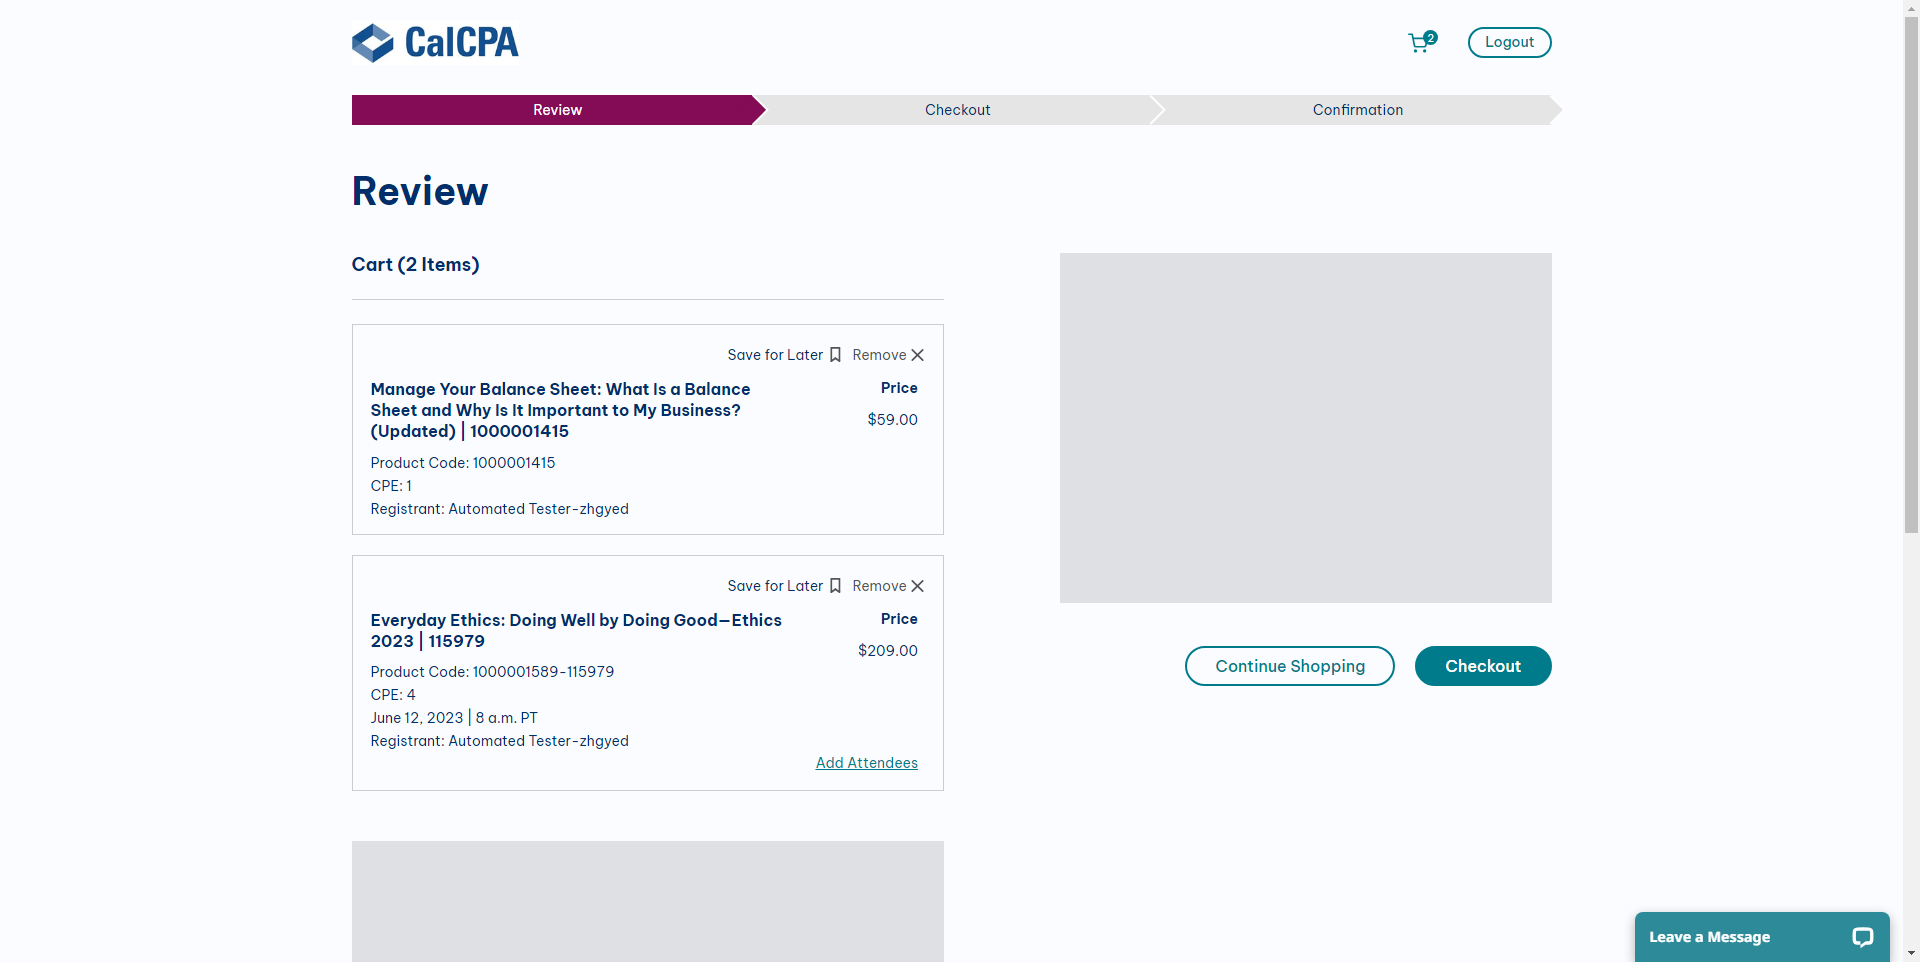 CalCPA
2
Logout
Review
Checkout
Confirmation
Review
Cart (2 Items)
Save for Later
Remove
Manage Your Balance Sheet: What Is a Balance
Sheet and Why Is It Important to My Business?
(Updated) | 1000001415
Price
$59.00
Product Code: 1000001415
CPE: 1
Registrant: Automated Tester-zhgyed
Save for Later
Remove
Everyday Ethics: Doing Well by Doing Good—Ethics
2023 | 115979
Price
$209.00
Product Code: 1000001589-115979
CPE: 4
June 12, 2023 | 8 a.m. PT
Registrant: Automated Tester-zhgyed
Add Attendees
Continue Shopping
Checkout
Leave a Message